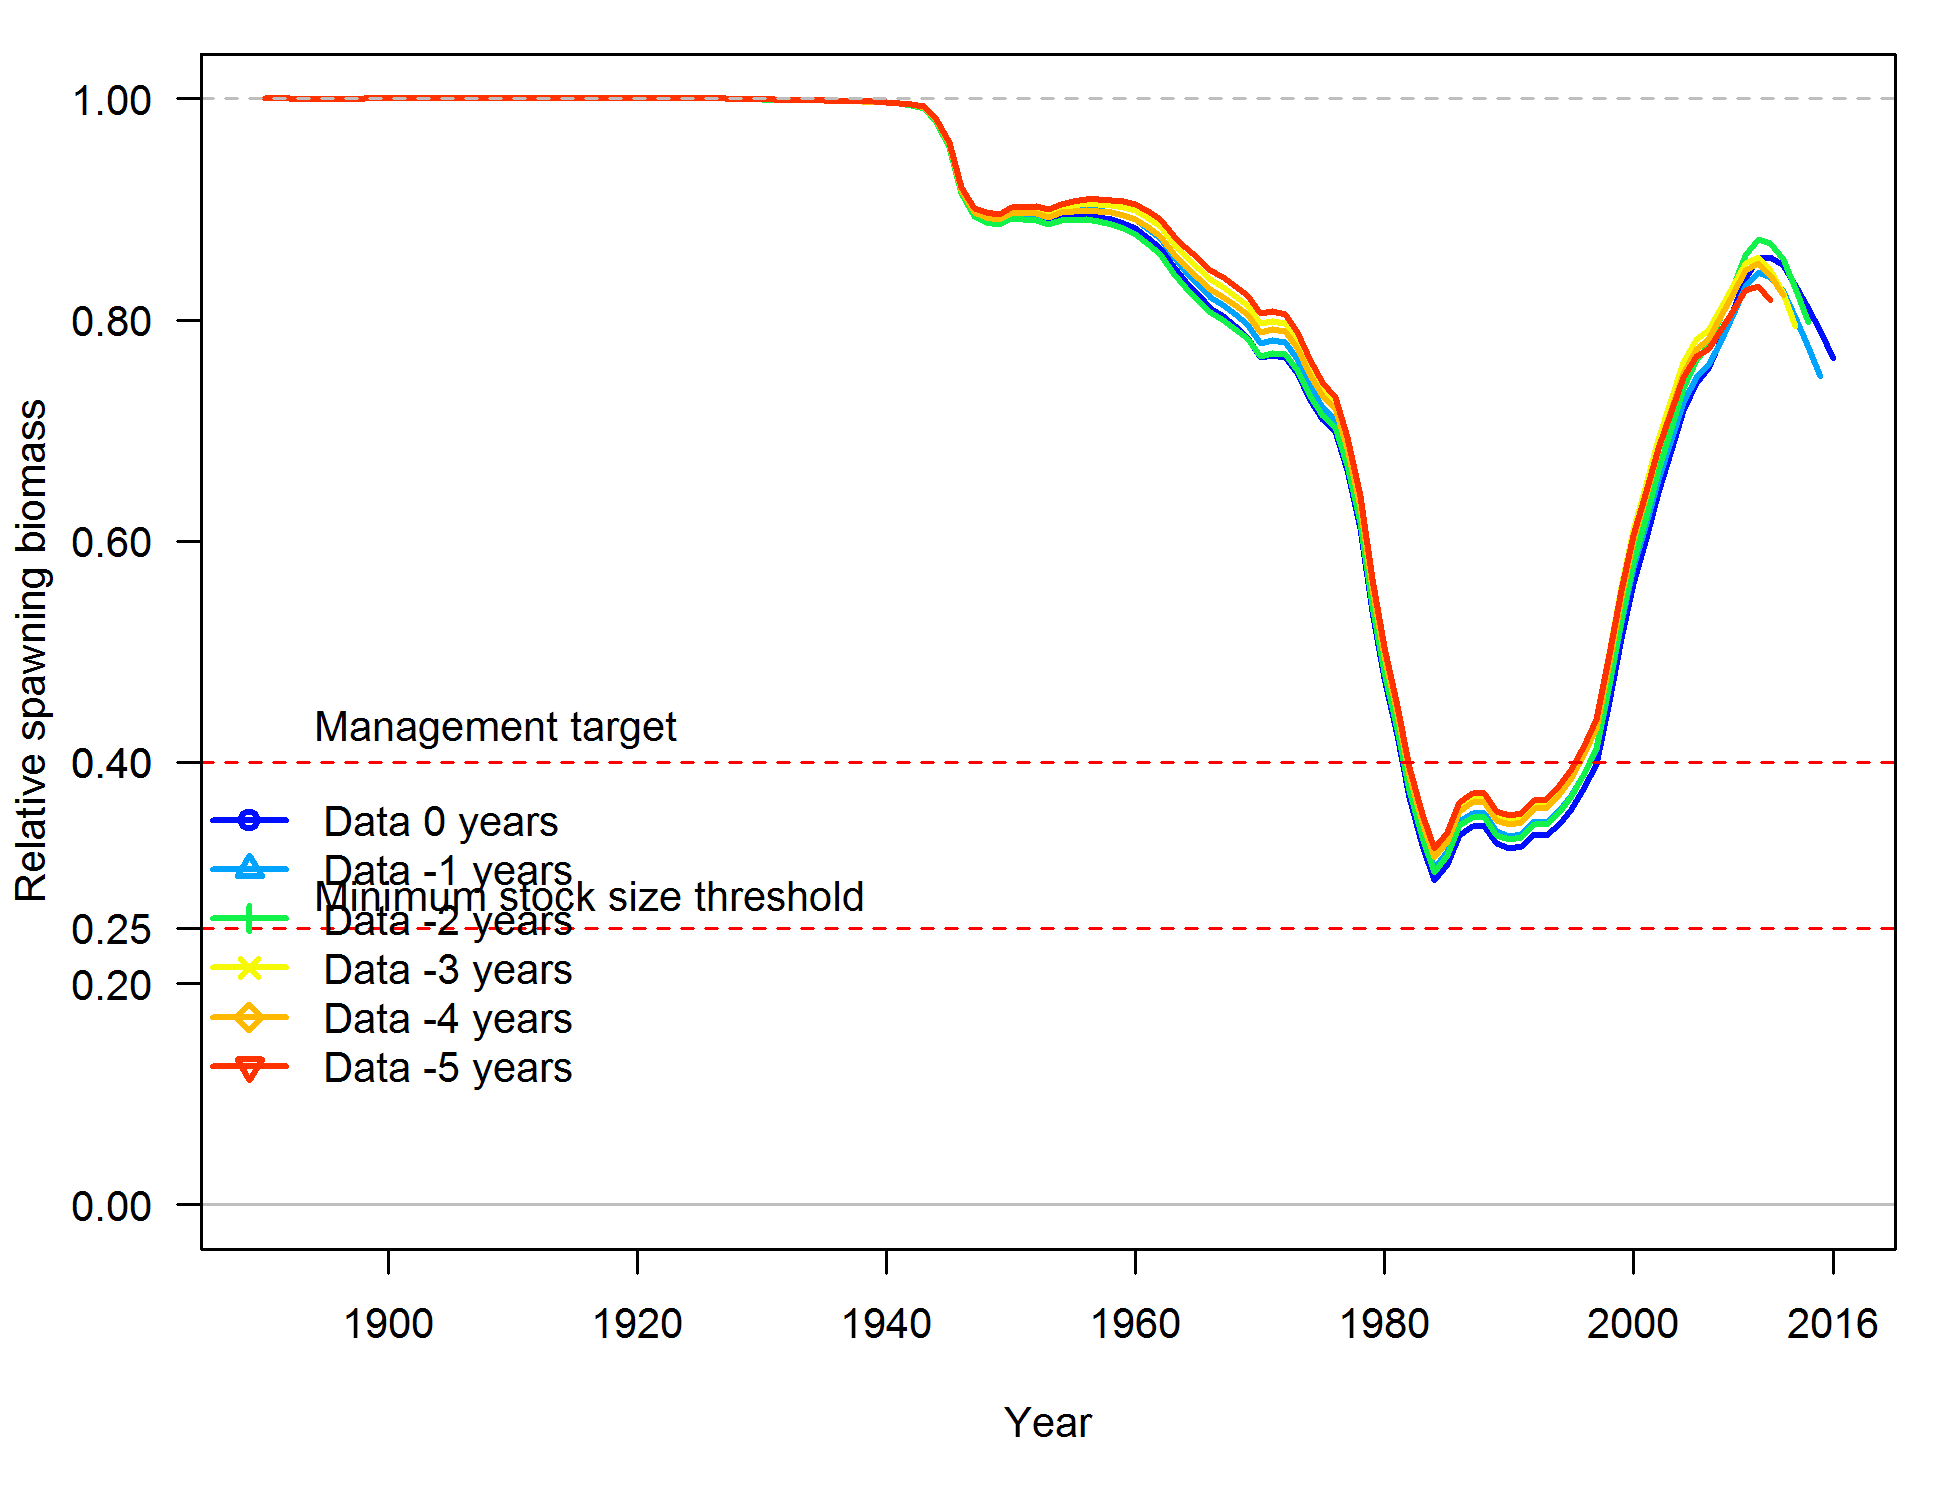 Relative spawning biomass
1.00
0.80
0.60
0.40
0.25
0.20
0.00
Management target
Data 0 years
Data -1 years
Minimum stock size threshold
Data -2 years
Data -3 years
Data -4 years
Data -5 years
1900
1920
1940
1960
1980
2000
2016
Year